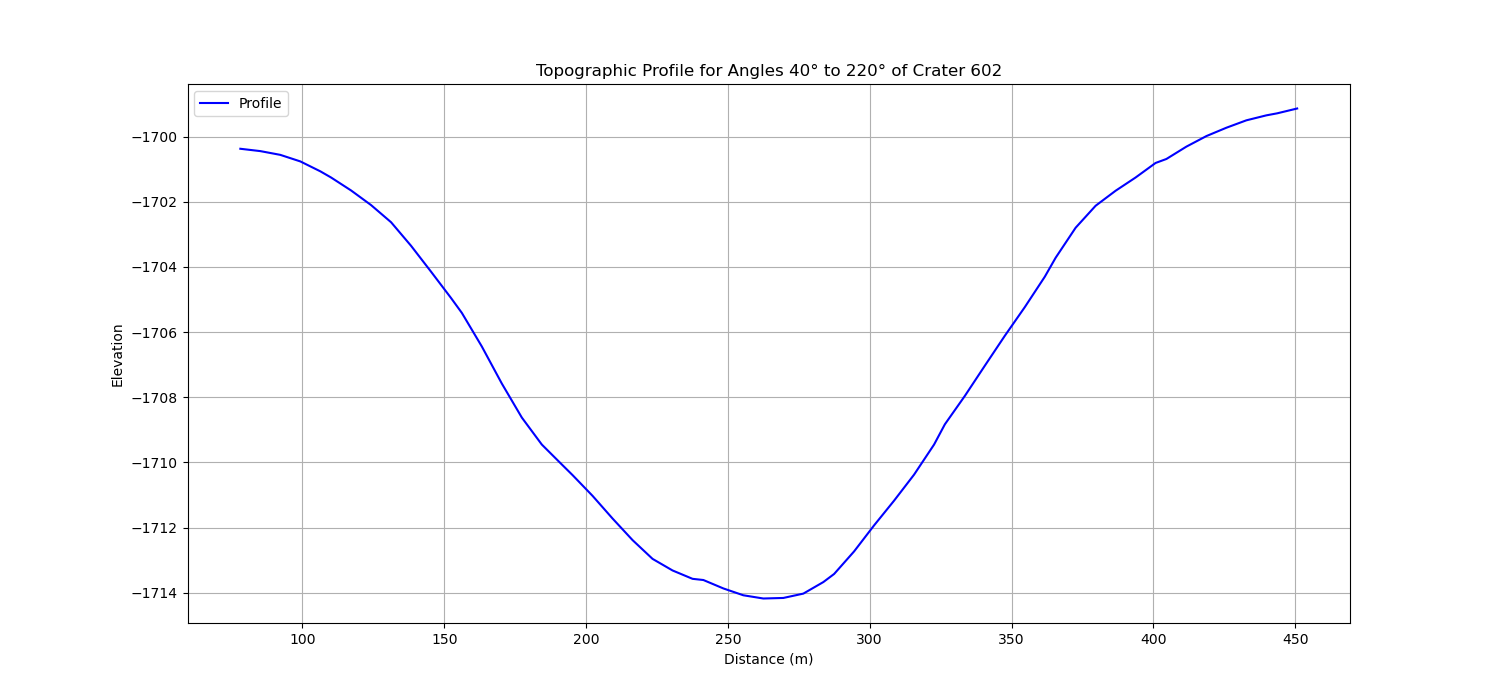 Topographic Profile for Angles 40° to 220° of Crater 602
Profile
−1700
−1702
−1704
−1706
−1708
−1710
−1712
−1714
Elevation
100 150 200 250 300 350 400 450
Distance (m)